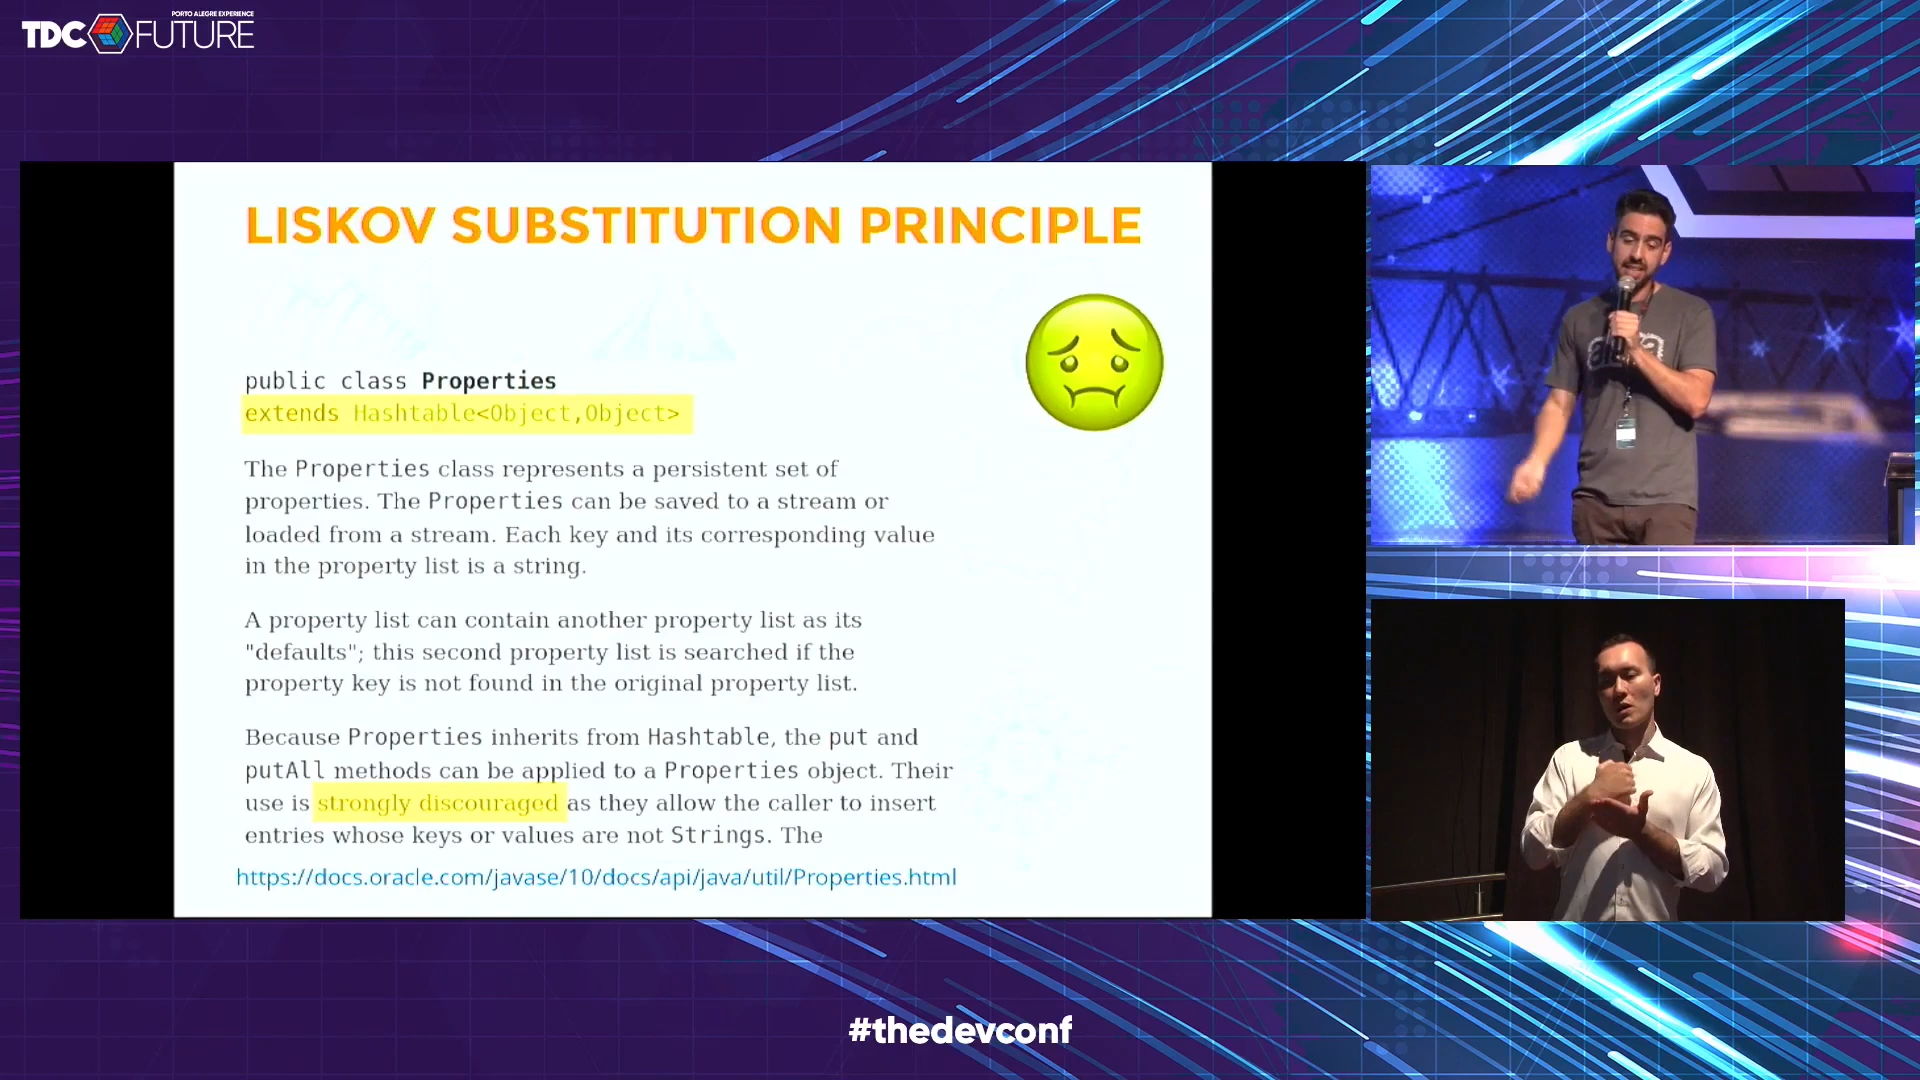 PORTO ALEGRE EXPERIENCE
TDC FUTURE
LISKOV SUBSTITUTION PRINCIPLE
public class Properties
extends Hashtable<Object,Object>
The Properties class represents a persistent set of
properties. The Properties can be saved to a stream or
loaded from a stream. Each key and its corresponding value
in the property list is a string.
A property list can contain another property list as its
"defaults"; this second property list is searched if the
property key is not found in the original property list.
Because Properties inherits from Hashtable, the put and
putAll methods can be applied to a Properties object. Their
use is strongly discouraged as they allow the caller to insert
entries whose keys or values are not Strings. The
https://docs.oracle.com/javase/10/docs/api/java/util/Properties.html
#thedevconf